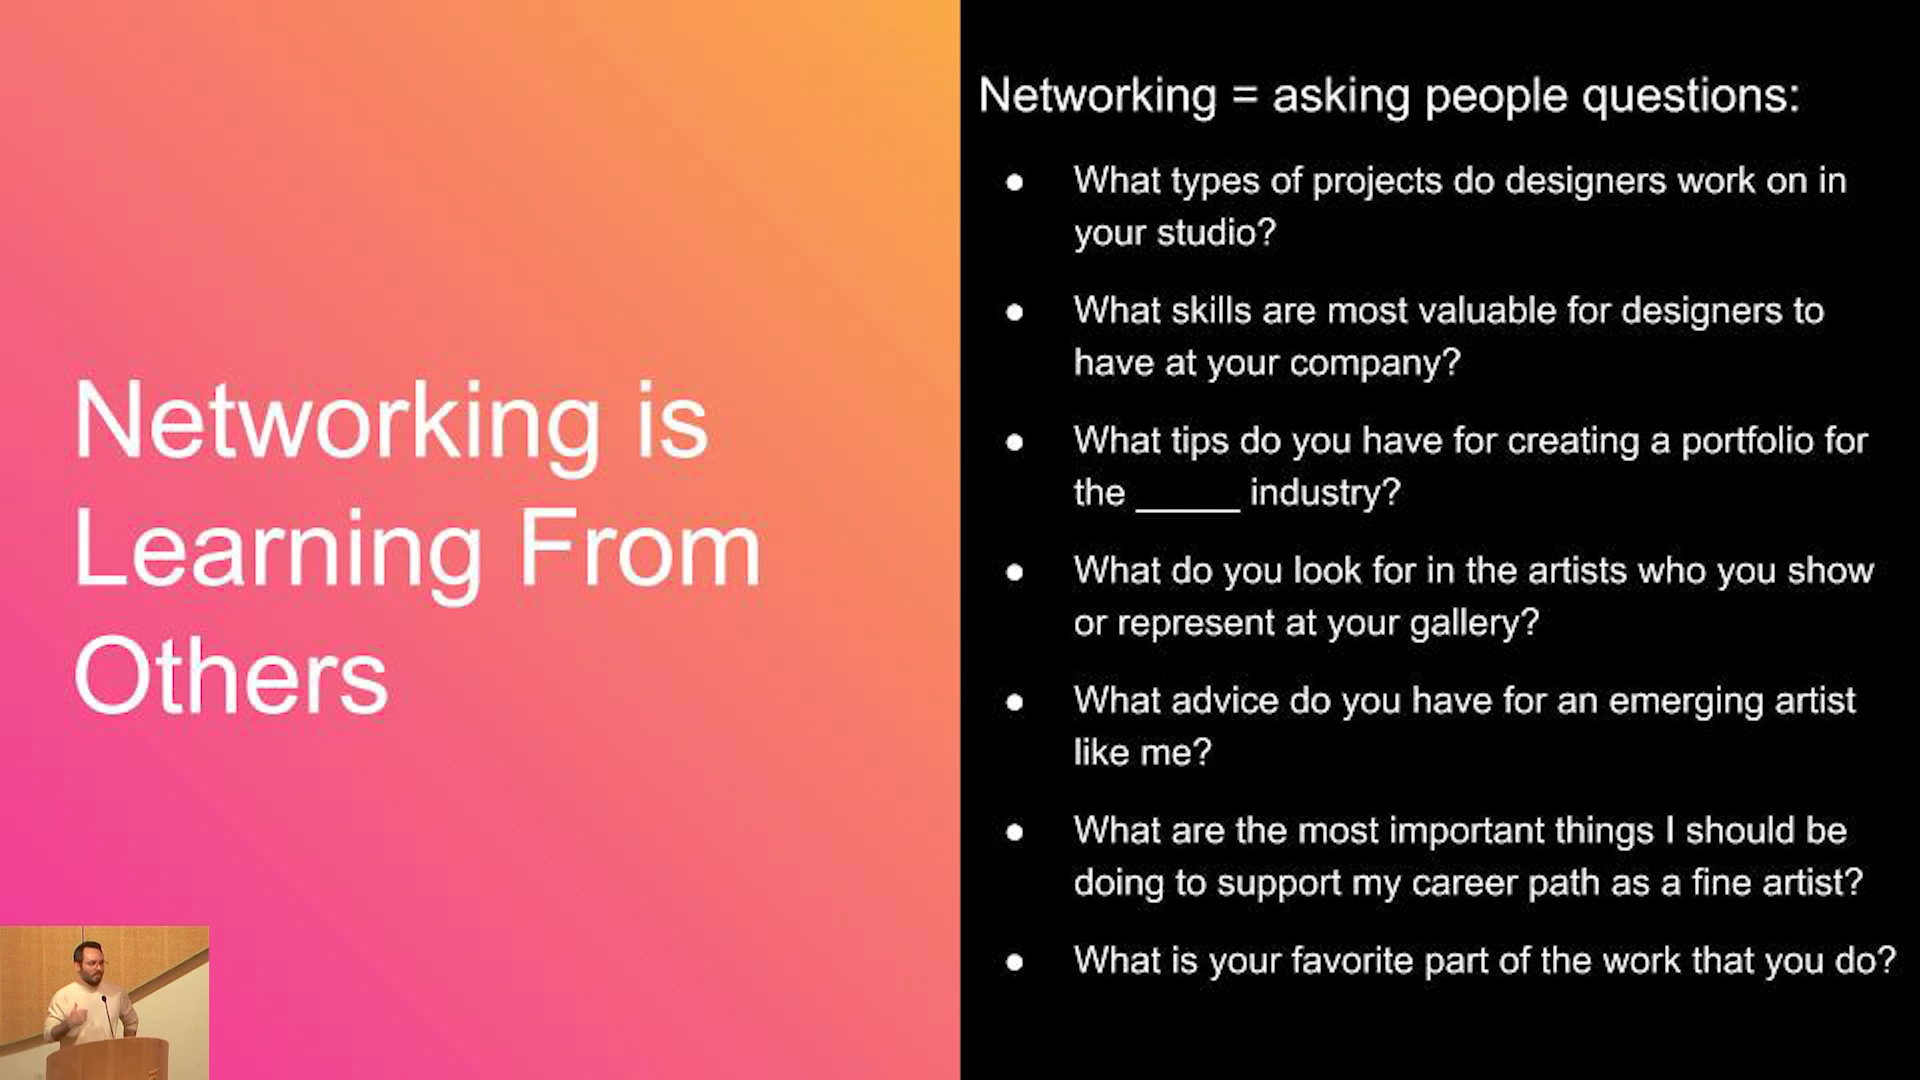 Networking is
Learning From
Others
Networking = asking people questions:
● What types of projects do designers work on in
your studio?
● What skills are most valuable for designers to
have at your company?
● What tips do you have for creating a portfolio for
the _____ industry?
● What do you look for in the artists who you show
or represent at your gallery?
● What advice do you have for an emerging artist
like me?
● What are the most important things I should be
doing to support my career path as a fine artist?
● What is your favorite part of the work that you do?